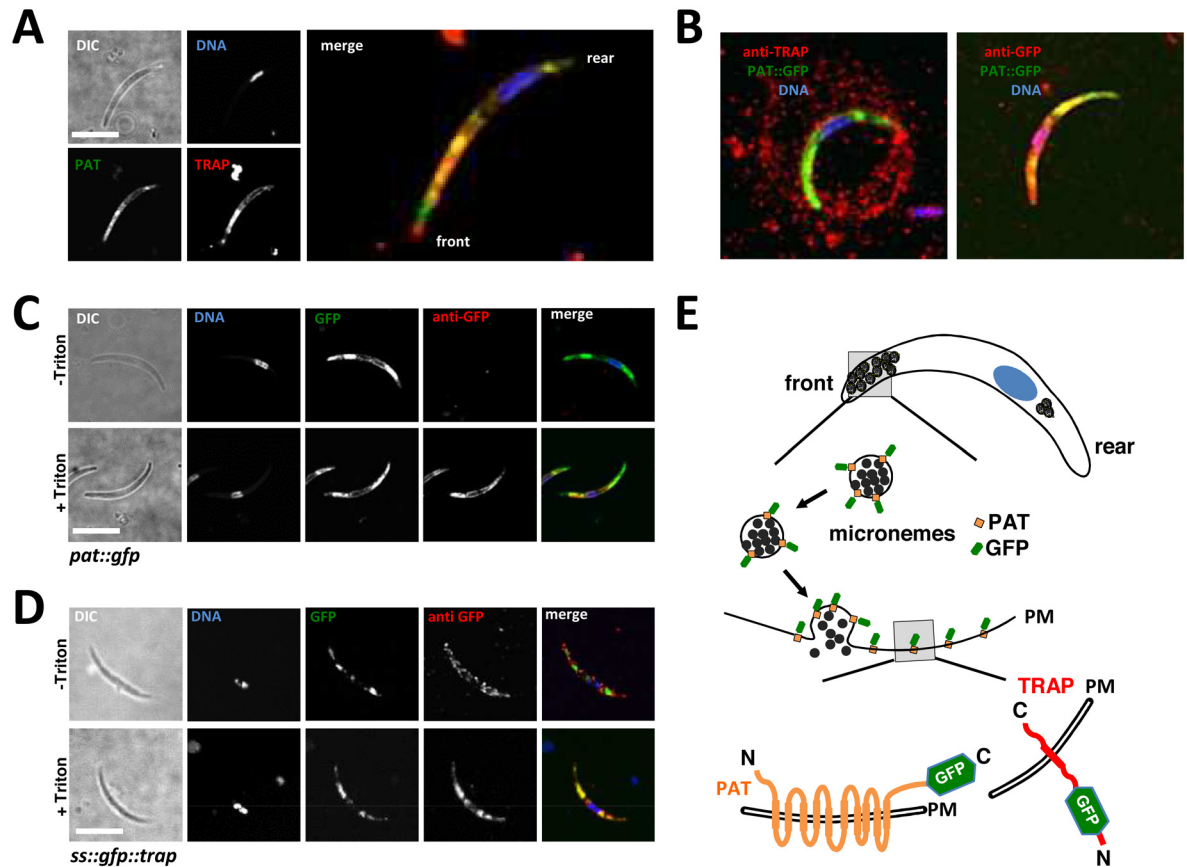 A
DIC
DNA
merge
rear
PAT
TRAP
front
B
anti-TRAP
PAT::GFP
DNA
anti-GFP
PAT::GFP
DNA
C
-Triton
DIC
DNA
GFP
anti-GFP
merge
+ Triton
pat::gfp
D
-Triton
DIC
DNA
GFP
anti GFP
merge
+ Triton
ss::gfp::trap
E
front
rear
micronemes
PAT
GFP
PM
TRAP
PM
C
N
PAT
GFP
C
PM
GFP
N